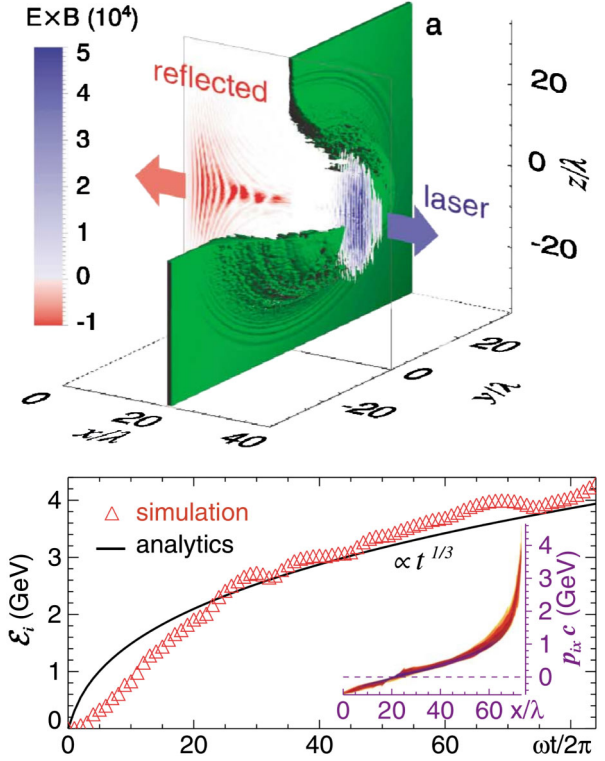 E×B (10⁴)
a
5
4
3
2
1
0
-1
reflected
laser
20
0
-20
z/λ
20
0
-20
y/λ
0
20
40
x/λ
4
3
2
1
0
ℰᵢ (GeV)
simulation
analytics
∝ t ^1/3
4
3
2
1
0
pᵢₓ c (GeV)
0 20 40 60 x/λ
0 20 40 60 ωt/2π